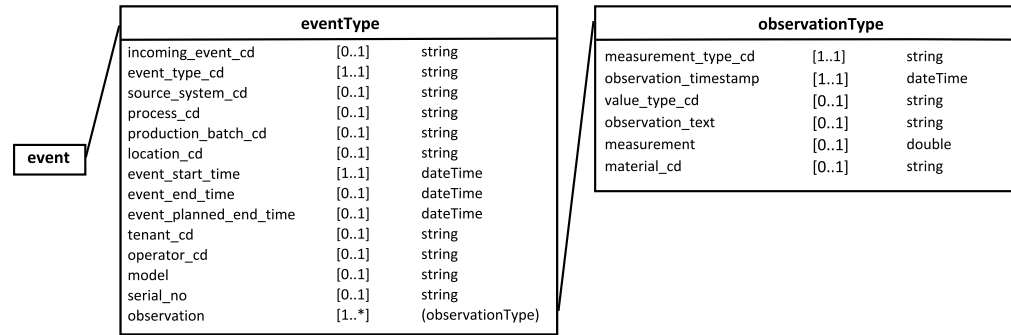 event
eventType
incoming_event_cd [0..1] string
event_type_cd [1..1] string
source_system_cd [0..1] string
process_cd [0..1] string
production_batch_cd [0..1] string
location_cd [0..1] string
event_start_time [1..1] dateTime
event_end_time [0..1] dateTime
event_planned_end_time [0..1] dateTime
tenant_cd [0..1] string
operator_cd [0..1] string
model [0..1] string
serial_no [0..1] string
observation [1..*] (observationType)
observationType
measurement_type_cd [1..1] string
observation_timestamp [1..1] dateTime
value_type_cd [0..1] string
observation_text [0..1] string
measurement [0..1] double
material_cd [0..1] string